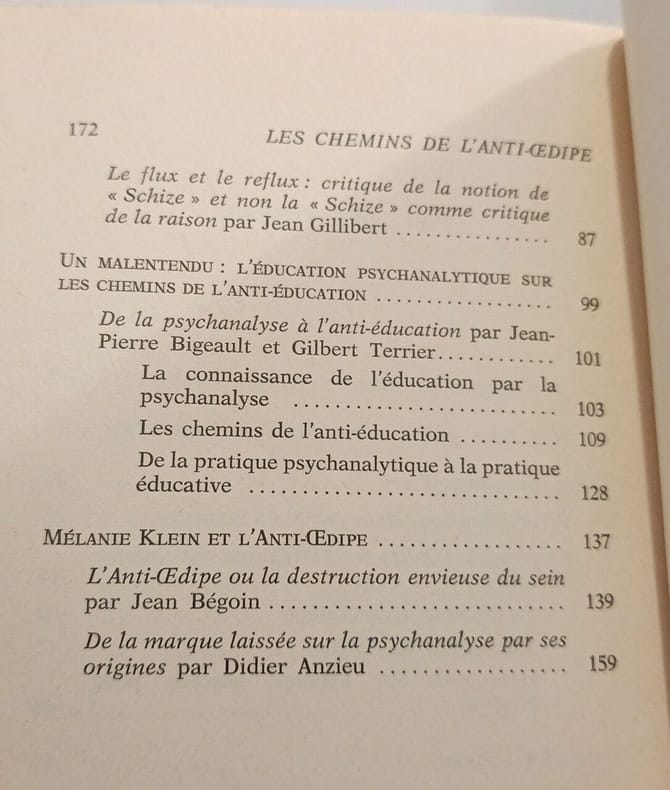 172
LES CHEMINS DE L'ANTI-ŒDIPE
Le flux et le reflux : critique de la notion de
« Schize » et non la « Schize » comme critique
de la raison par Jean Gillibert ................ 87
UN MALENTENDU : L'ÉDUCATION PSYCHANALYTIQUE SUR
LES CHEMINS DE L'ANTI-ÉDUCATION .................. 99
De la psychanalyse à l'anti-éducation par Jean-
Pierre Bigeault et Gilbert Terrier............ 101
La connaissance de l'éducation par la
psychanalyse ........................... 103
Les chemins de l'anti-éducation .......... 109
De la pratique psychanalytique à la pratique
éducative ................................ 128
MÉLANIE KLEIN ET L'ANTI-ŒDIPE .................. 137
L'Anti-Œdipe ou la destruction envieuse du sein
par Jean Bégoin ............................. 139
De la marque laissée sur la psychanalyse par ses
origines par Didier Anzieu .................. 159